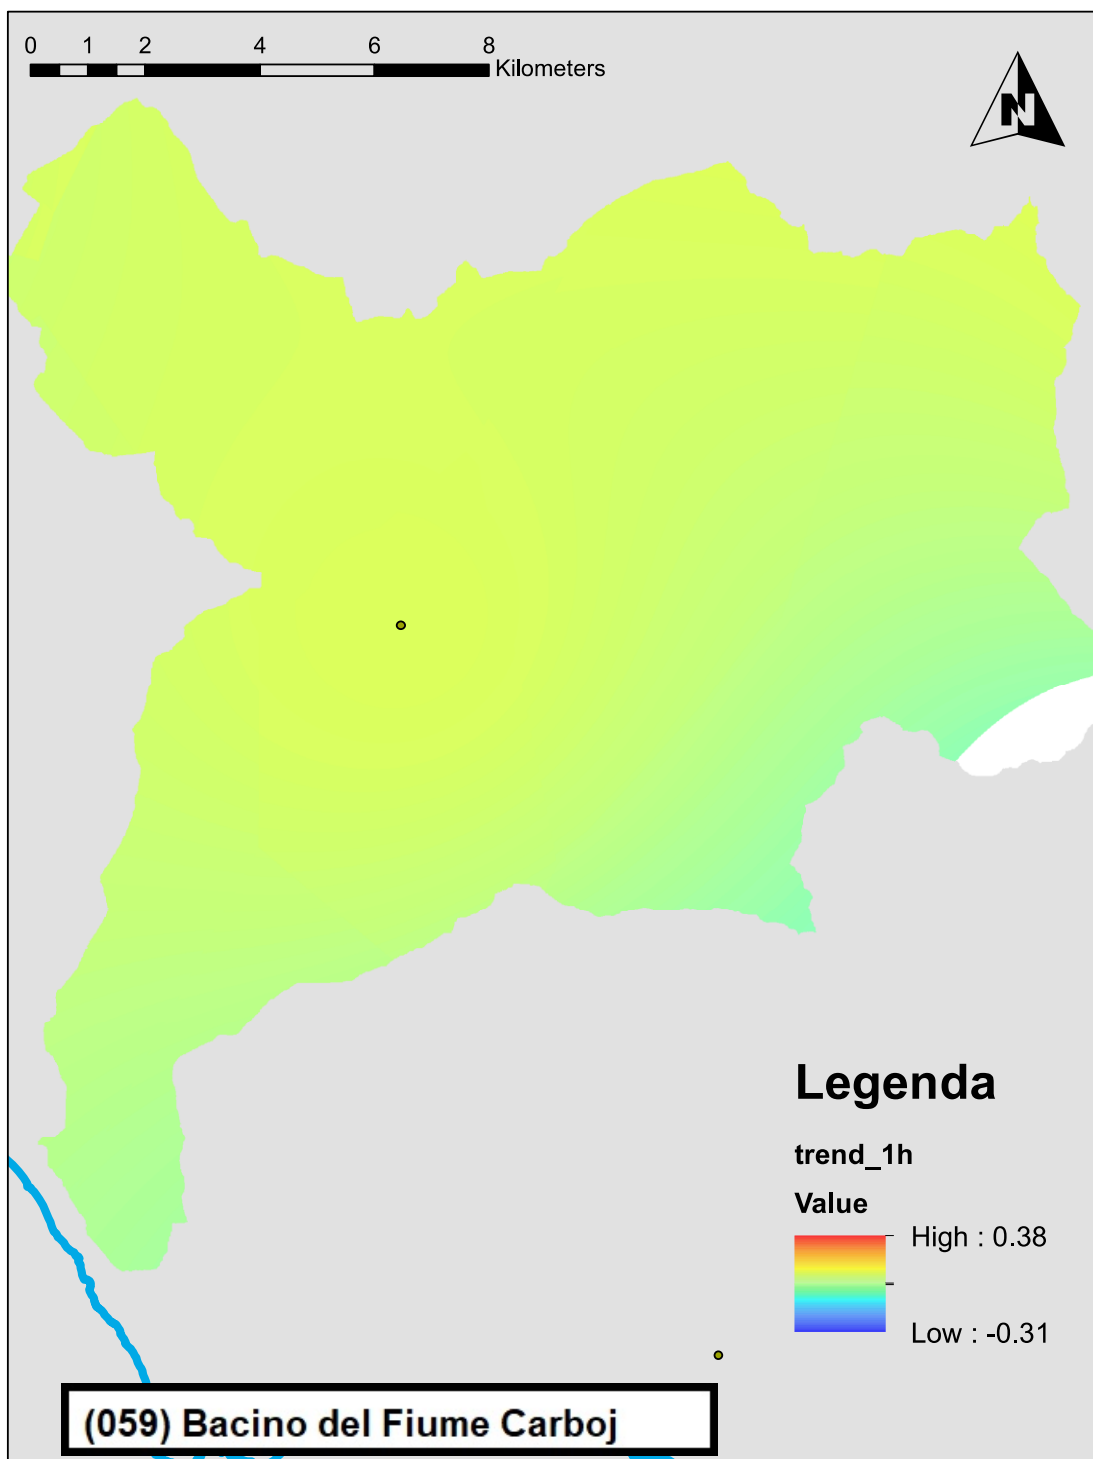 0 1 2 4 6 8
Kilometers
N
Legenda
trend_1h
Value
High : 0.38
Low : -0.31
(059) Bacino del Fiume Carboj